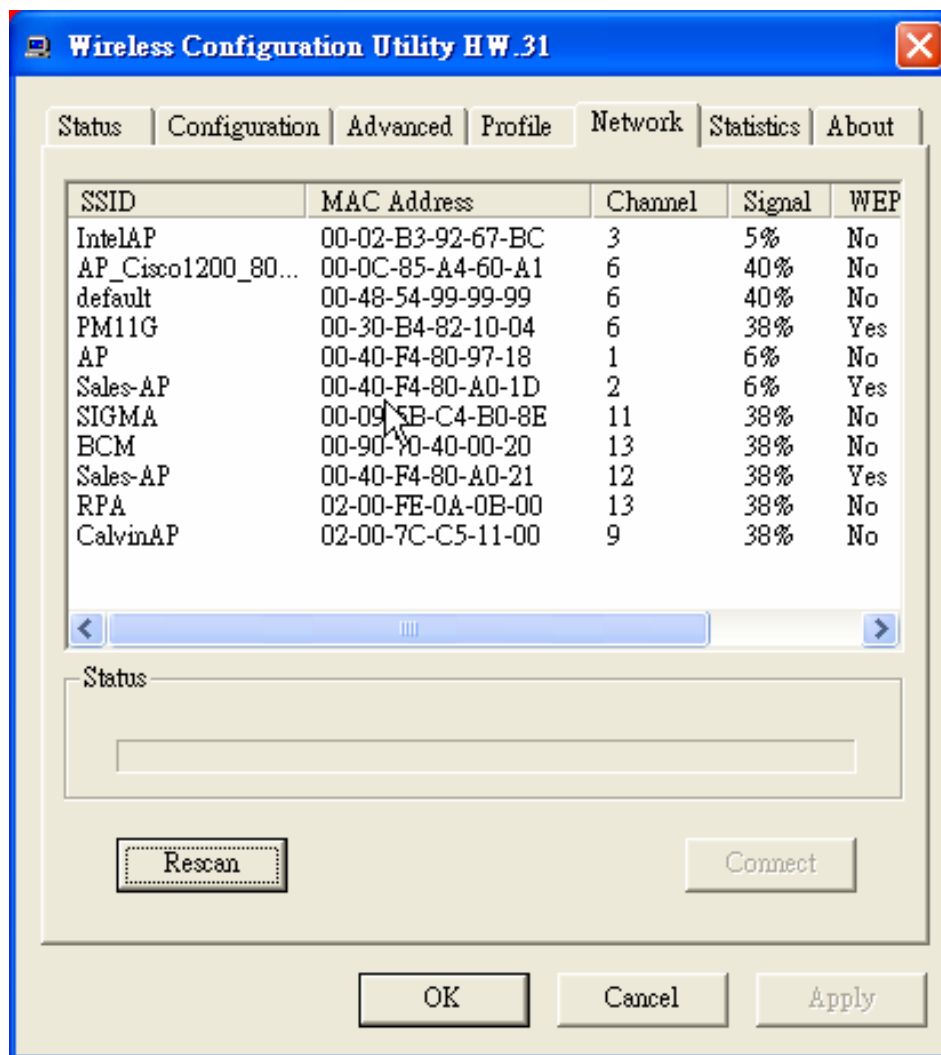 Wireless Configuration Utility HW.31
Status Configuration Advanced Profile Network Statistics About
SSID MAC Address Channel Signal WEP
IntelAP 00-02-B3-92-67-BC 3 5% No
AP_Cisco1200_80... 00-0C-85-A4-60-A1 6 40% No
default 00-48-54-99-99-99 6 40% No
PM11G 00-30-B4-82-10-04 6 38% Yes
AP 00-40-F4-80-97-18 1 6% No
Sales-AP 00-40-F4-80-A0-1D 2 6% Yes
SIGMA 11 38% No
BCM 13 38% No
Sales-AP 00-40-F4-80-A0-21 12 38% Yes
RPA 02-00-FE-0A-0B-00 13 38% No
CalvinAP 02-00-7C-C5-11-00 9 38% No
Status
Rescan Connect
OK Cancel Apply